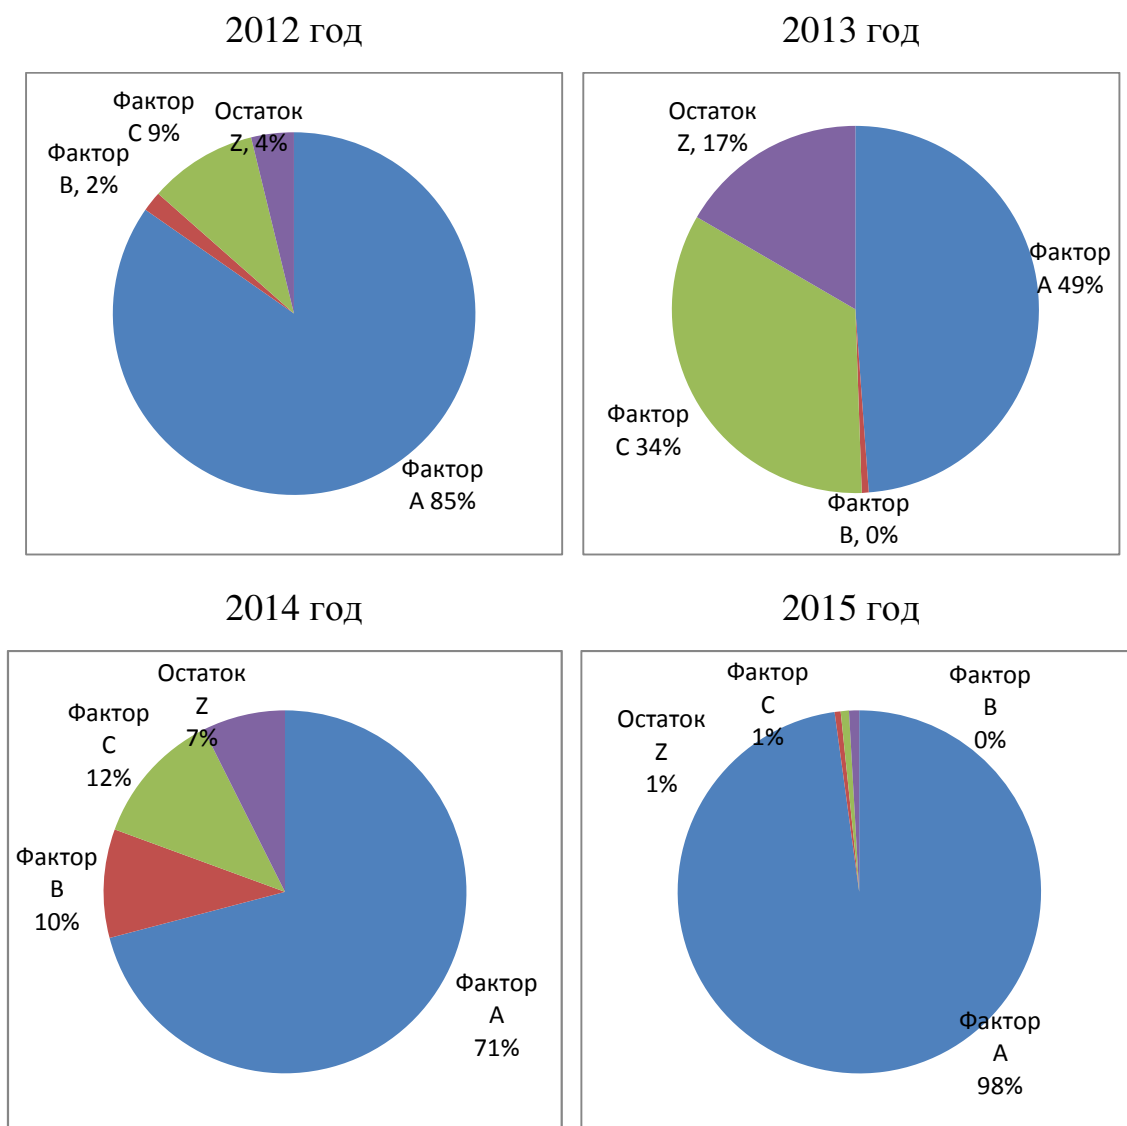 2012 год
2013 год
Фактор
C 9%
Остаток
Z, 4%
Фактор
B, 2%
Фактор
A 85%
Остаток
Z, 17%
Фактор
A 49%
Фактор
C 34%
Фактор
B, 0%
2014 год
2015 год
Остаток
Z
7%
Фактор
C
12%
Фактор
B
10%
Фактор
A
71%
Фактор
C
1%
Фактор
B
0%
Остаток
Z
1%
Фактор
A
98%